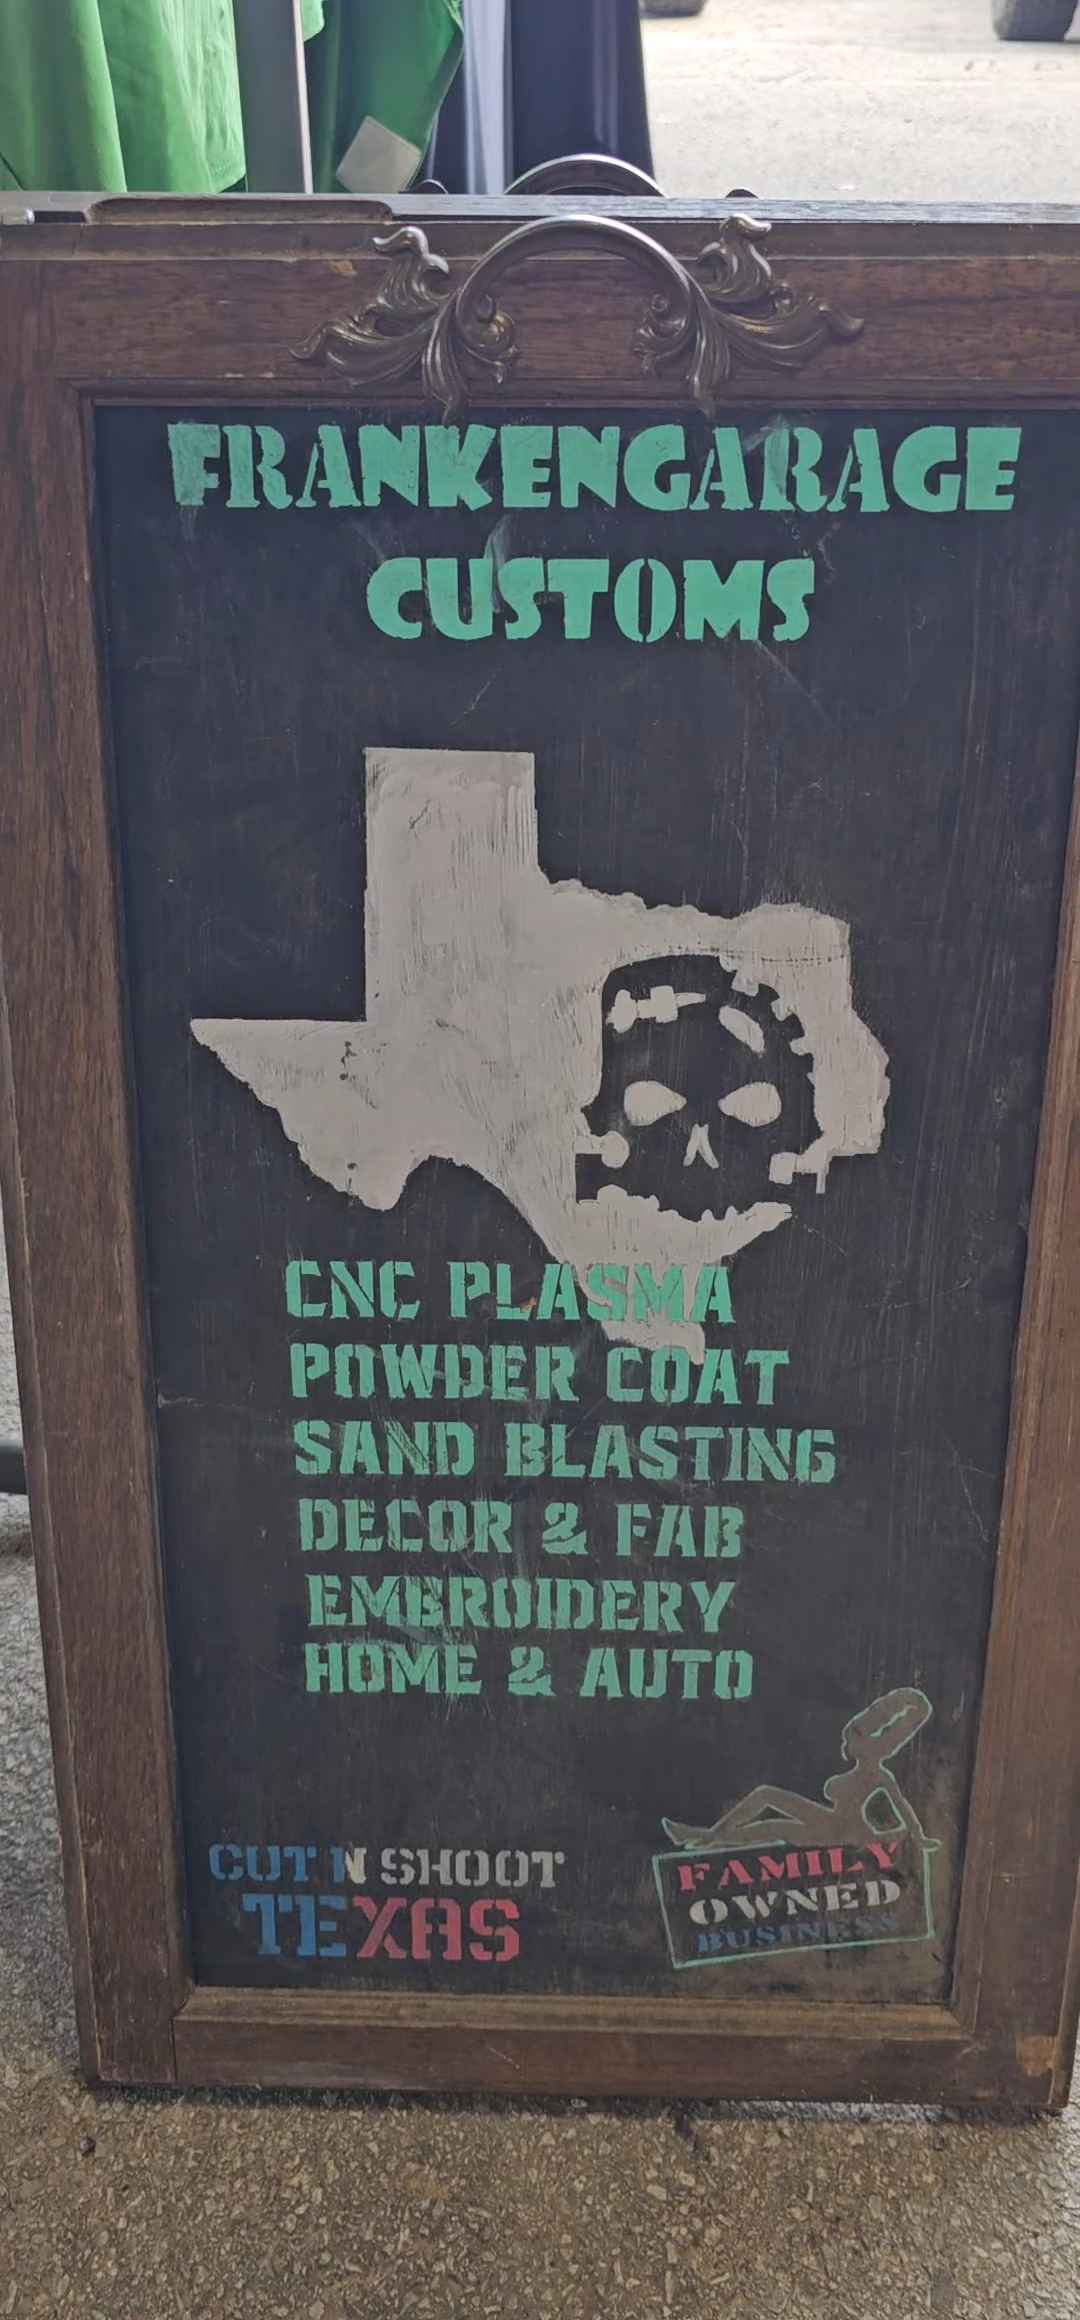 FRANKENGARAGE
CUSTOMS
CNC PLASMA
POWDER COAT
SAND BLASTING
DECOR & FAB
EMBROIDERY
HOME & AUTO
CUT N SHOOT
TEXAS
FAMILY
OWNED
BUSINESS